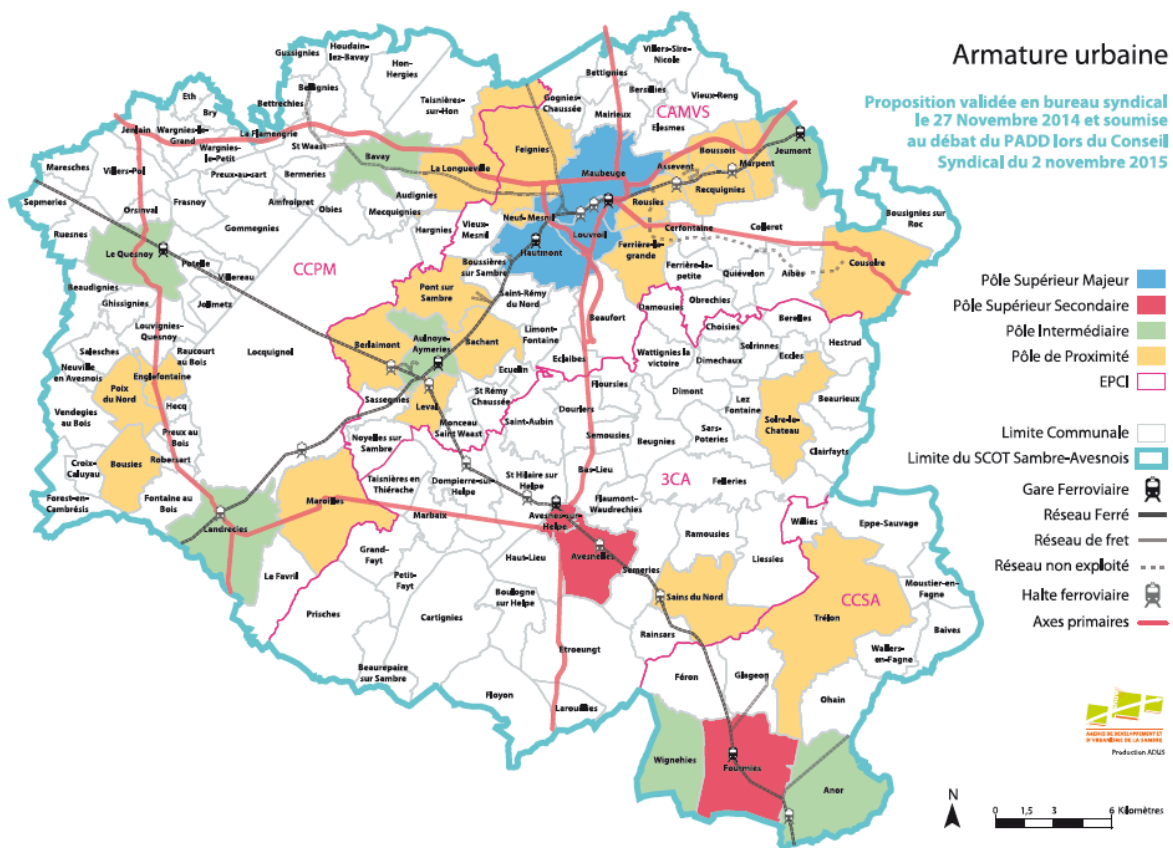 Armature urbaine
Proposition validée en bureau syndical
le 27 Novembre 2014 et soumise
au débat du PADD lors du Conseil
Syndical du 2 novembre 2015
Pôle Supérieur Majeur
Pôle Supérieur Secondaire
Pôle Intermédiaire
Pôle de Proximité
EPCI
Limite Communale
Limite du SCOT Sambre-Avesnois
Gare Ferroviaire
Réseau Ferré
Réseau de fret
Réseau non exploité
Halte ferroviaire
Axes primaires
AGENCE DE DEVELOPPEMENT ET
D'URBANISME DE LA SAMBRE
Production ADUS
N
0 1,5 3 6 Kilomètres
CAMVS
CCPM
3CA
CCSA
Gussignies
Houdain-
lez-Bavay
Hon-
Hergies
Bellignies
Bettrechies
Taisnières-
sur-Hon
Eth
Bry
Jenlain
Wargnies-le-
Grand
Wargnies-
le-Petit
La Flamengrie
St Waast
Bavay
La Longueville
Feignies
Gognies-
Chaussée
Bettignies
Villers-Sire-
Nicole
Bersillies
Vieux-Reng
Mairieux
Elesmes
Boussois
Marpent
Jeumont
Assevent
Maubeuge
Recquignies
Rousies
Maresches
Villers-Pol
Preux-au-sart
Bermeries
Audignies
Mecquignies
Obies
Amfroipret
Frasnoy
Orsinval
Sepmeries
Ruesnes
Gommegnies
Hargnies
Vieux-
Mesnil
Neuf-Mesnil
Louvroil
Hautmont
Boussières
sur Sambre
Cerfontaine
Colleret
Bousignies sur
Roc
Cousolre
Ferrière-la-
grande
Ferrière-la-
petite
Quiévelon
Aibes
Obrechies
Damousies
Choisies
Berelles
Le Quesnoy
Potelle
Villereau
Jolimetz
Beaudignies
Ghissignies
Louvignies-
Quesnoy
Raucourt
au Bois
Salesches
Neuville
en Avesnois
Englefontaine
Poix
du Nord
Vendegies
au Bois
Hecq
Preux au
Bois
Robersart
Bousies
Croix-
Caluyau
Forest-en-
Cambrésis
Fontaine au
Bois
Landrecies
Locquignol
Pont sur
Sambre
Berlaimont
Aulnoye-
Aymeries
Bachant
Saint-Rémy
du Nord
Limont-
Fontaine
Beaufort
Eclaibes
Ecuelin
St Rémy
Chaussée
Sassegnies
Leval
Monceau
Saint Waast
Noyelles sur
Sambre
Saint-Aubin
Dourlers
Floursies
Semousies
Wattignies la
victoire
Dimechaux
Solrinnes
Eccles
Hestrud
Dimont
Lez
Fontaine
Solre-le-
Chateau
Beaurieux
Clairfayts
Sars-
Poteries
Beugnies
Bas-Lieu
Felleries
Flaumont-
Waudrechies
St Hilaire sur
Helpe
Dompierre-sur-
Helpe
Taisnières en
Thiérache
Marbaix
Maroilles
Avesnes-sur-
Helpe
Avesnelles
Haut-Lieu
Semeries
Ramousies
Liessies
Willies
Eppe-Sauvage
Moustier-en-
Fagne
Baives
Wallers-
en-Fagne
Trélon
Ohain
Sains du Nord
Rainsars
Le Favril
Grand-
Fayt
Petit-
Fayt
Prisches
Cartignies
Boulogne
sur Helpe
Beaurepaire
sur Sambre
Etroeungt
Floyon
Larouillies
Féron
Glageon
Wignehies
Fourmies
Anor